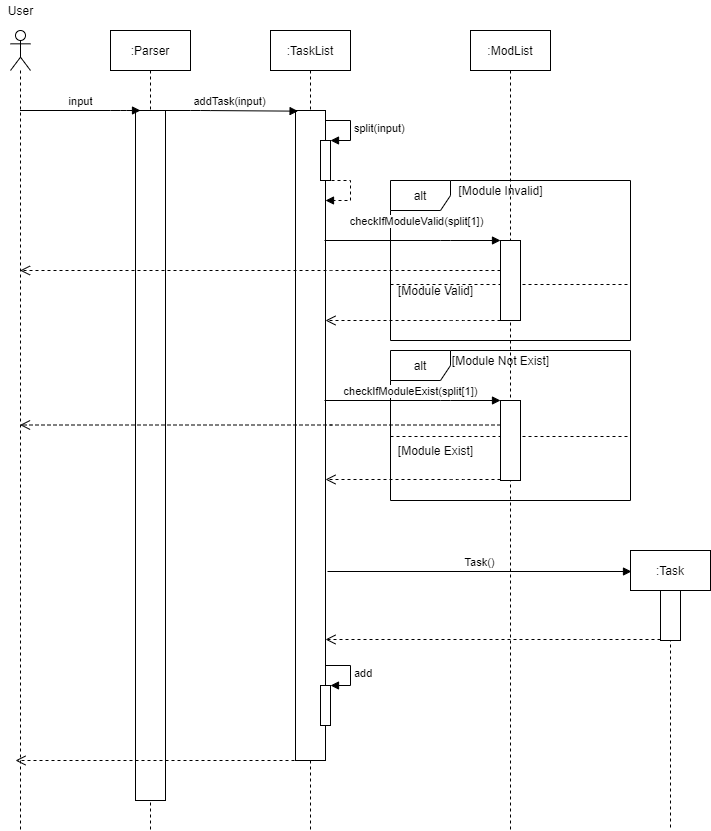 User
:Parser
:TaskList
:ModList
input
addTask(input)
split(input)
alt
[Module Invalid]
checkIfModuleValid(split[1])
[Module Valid]
alt
[Module Not Exist]
checkIfModuleExist(split[1])
[Module Exist]
Task()
:Task
add